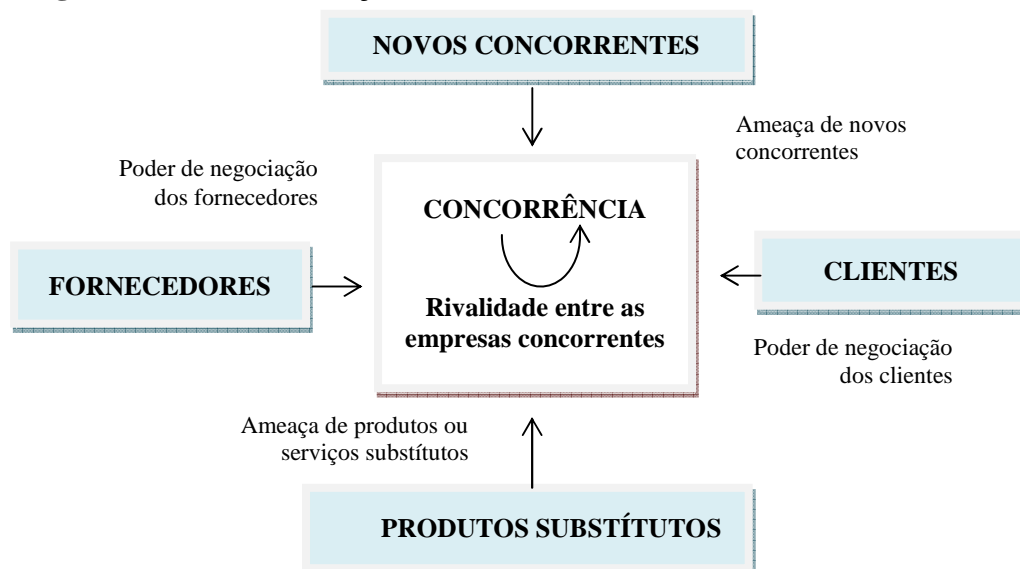 NOVOS CONCORRENTES
Ameaça de novos
concorrentes
Poder de negociação
dos fornecedores
CONCORRÊNCIA
FORNECEDORES
CLIENTES
Rivalidade entre as
empresas concorrentes
Poder de negociação
dos clientes
Ameaça de produtos ou
serviços substítutos
PRODUTOS SUBSTÍTUTOS